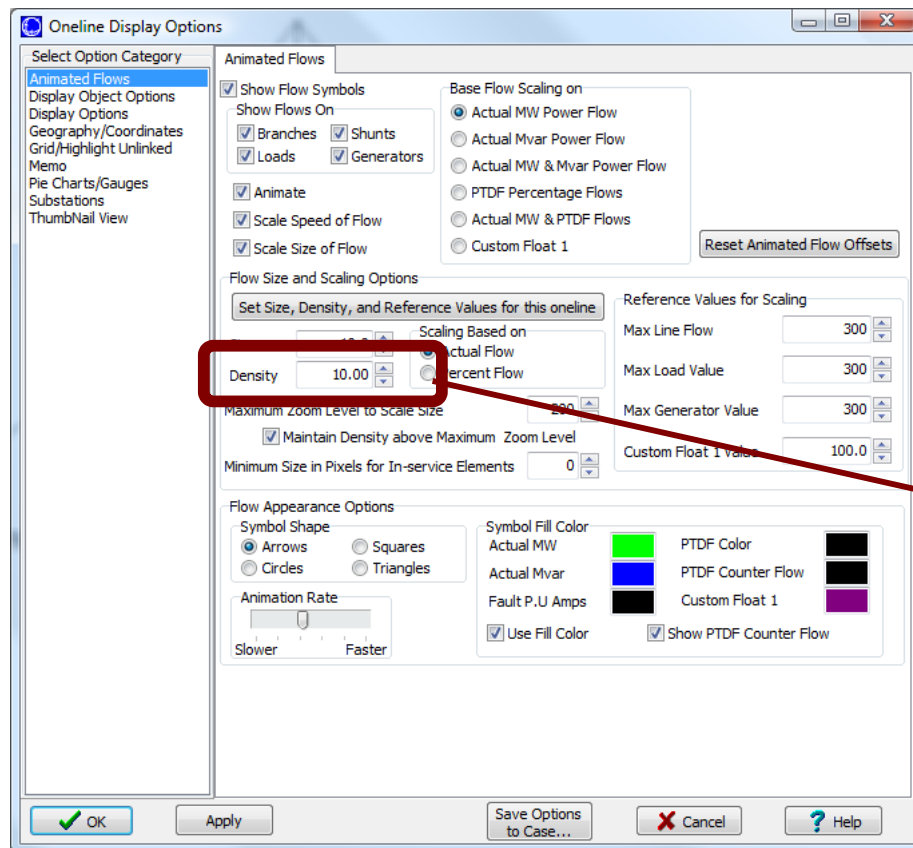 Oneline Display Options
Select Option Category
Animated Flows
Display Object Options
Display Options
Geography/Coordinates
Grid/Highlight Unlinked
Memo
Pie Charts/Gauges
Substations
ThumbNail View
Animated Flows
Show Flow Symbols
Show Flows On
Branches Shunts
Loads Generators
Animate
Scale Speed of Flow
Scale Size of Flow
Base Flow Scaling on
Actual MW Power Flow
Actual Mvar Power Flow
Actual MW & Mvar Power Flow
PTDF Percentage Flows
Actual MW & PTDF Flows
Custom Float 1
Reset Animated Flow Offsets
Flow Size and Scaling Options
Set Size, Density, and Reference Values for this oneline
Scaling Based on
Actual Flow
Density 10.00 Percent Flow
Maximum Zoom Level to Scale Size 200
Maintain Density above Maximum Zoom Level
Minimum Size in Pixels for In-service Elements 0
Reference Values for Scaling
Max Line Flow 300
Max Load Value 300
Max Generator Value 300
Custom Float 1 Value 100.0
Flow Appearance Options
Symbol Shape
Arrows Squares
Circles Triangles
Animation Rate
Slower Faster
Symbol Fill Color
Actual MW PTDF Color
Actual Mvar PTDF Counter Flow
Fault P.U Amps Custom Float 1
Use Fill Color Show PTDF Counter Flow
OK Apply Save Options to Case... Cancel Help